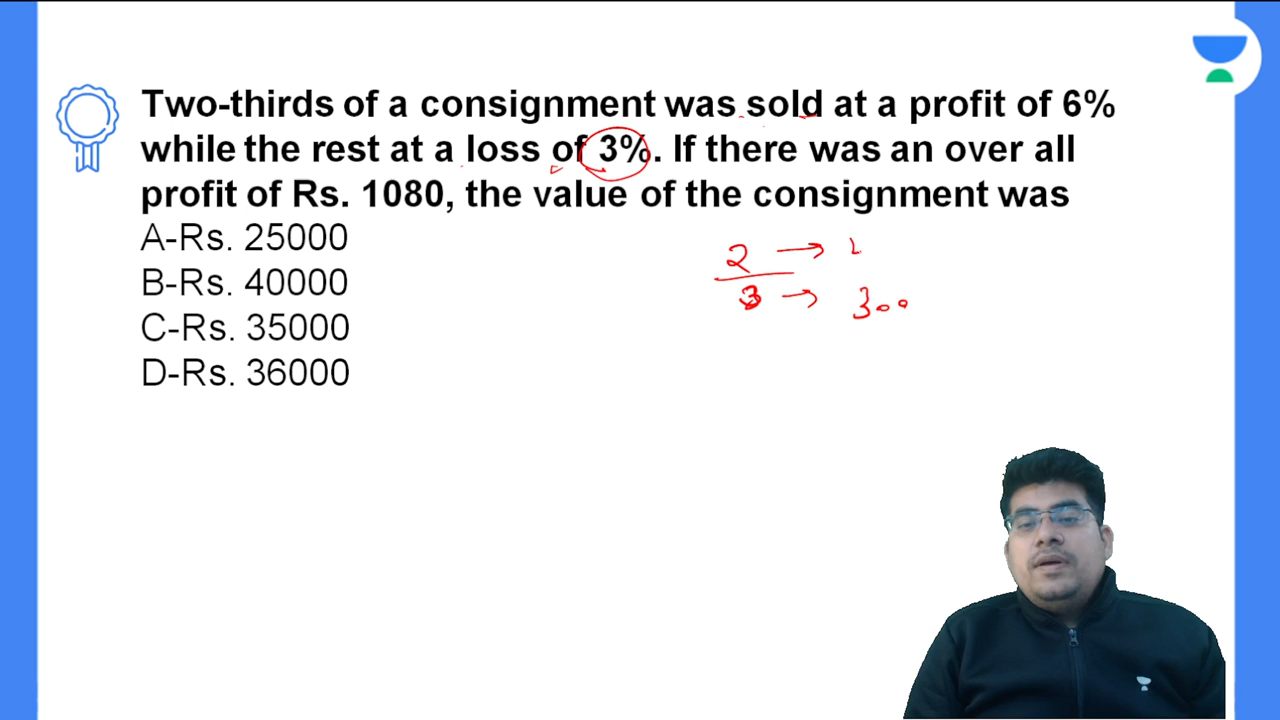 Two-thirds of a consignment was sold at a profit of 6%
while the rest at a loss of 3%. If there was an over all
profit of Rs. 1080, the value of the consignment was
A-Rs. 25000
B-Rs. 40000
C-Rs. 35000
D-Rs. 36000
2 →
3 → 300